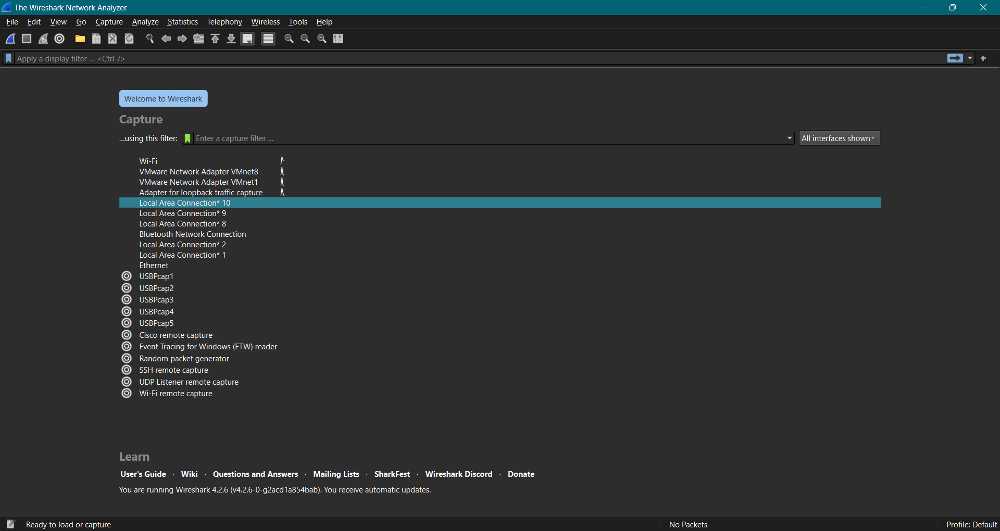 The Wireshark Network Analyzer
File Edit View Go Capture Analyze Statistics Telephony Wireless Tools Help
Apply a display filter ... <Ctrl-/>
Welcome to Wireshark
Capture
...using this filter: Enter a capture filter ... All interfaces shown
Wi-Fi
VMware Network Adapter VMnet8
VMware Network Adapter VMnet1
Adapter for loopback traffic capture
Local Area Connection* 10
Local Area Connection* 9
Local Area Connection* 8
Bluetooth Network Connection
Local Area Connection* 2
Local Area Connection* 1
Ethernet
USBPcap1
USBPcap2
USBPcap3
USBPcap4
USBPcap5
Cisco remote capture
Event Tracing for Windows (ETW) reader
Random packet generator
SSH remote capture
UDP Listener remote capture
Wi-Fi remote capture
Learn
User's Guide · Wiki · Questions and Answers · Mailing Lists · SharkFest · Wireshark Discord · Donate
You are running Wireshark 4.2.6 (v4.2.6-0-g2acd1a854bab). You receive automatic updates.
Ready to load or capture No Packets Profile: Default